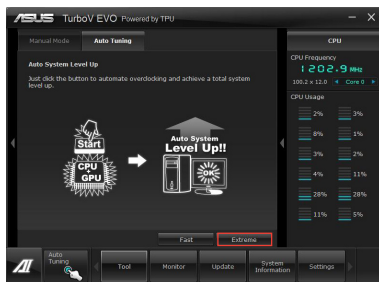 ASUS TurboV EVO Powered by TPU
Manual Mode
Auto Tuning
Auto System Level Up
Just click the button to automate overclocking and achieve a total system
level up.
Start
CPU
+
GPU
Auto System
Level Up!!
OK
Fast
Extreme
CPU
CPU Frequency
1202.9 MHz
100.2 x 12.0
Core 0
CPU Usage
2% 3%
8% 1%
3% 2%
4% 11%
28% 28%
11% 5%
Auto
Tuning
Tool
Monitor
Update
System
Information
Settings